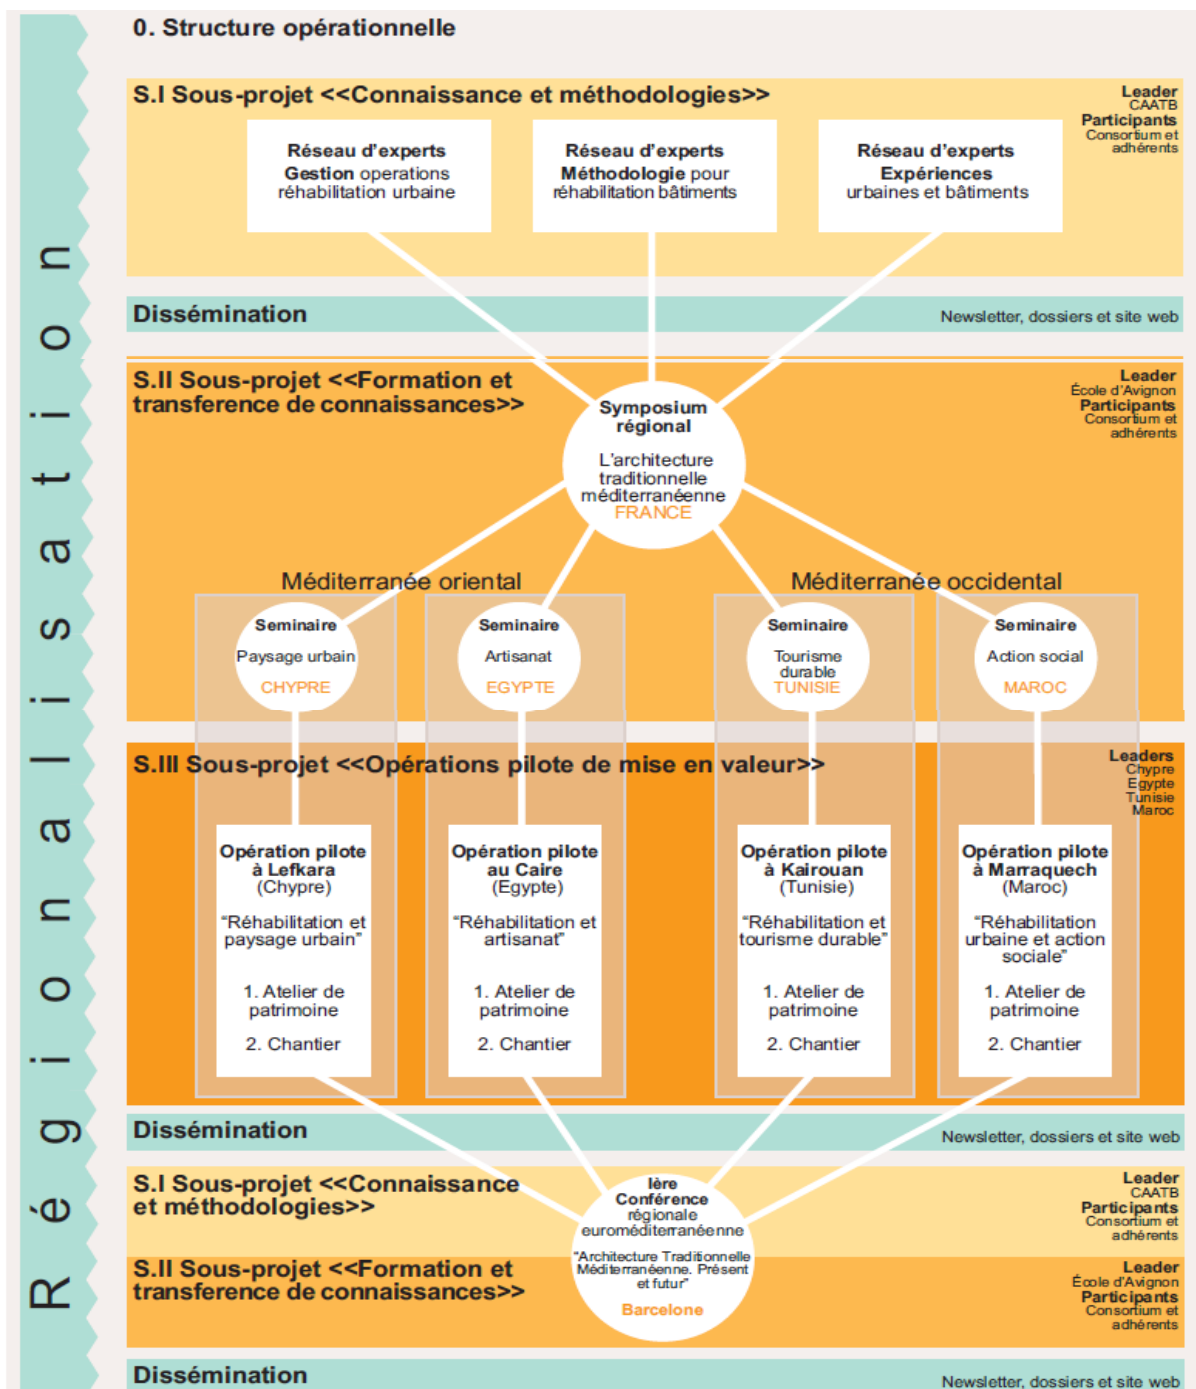 Régionalisation
0. Structure opérationnelle
S.I Sous-projet <<Connaissance et méthodologies>>
Leader
CAATB
Participants
Consortium et
adhérents
Réseau d'experts
Gestion operations
réhabilitation urbaine
Réseau d'experts
Méthodologie pour
réhabilitation bâtiments
Réseau d'experts
Expériences
urbaines et bâtiments
Dissémination
Newsletter, dossiers et site web
S.II Sous-projet <<Formation et
transference de connaissances>>
Leader
École d'Avignon
Participants
Consortium et
adhérents
Symposium
régional
L'architecture
traditionnelle
méditerranéenne
FRANCE
Méditerranée oriental
Méditerranée occidental
Seminaire
Paysage urbain
CHYPRE
Seminaire
Artisanat
EGYPTE
Seminaire
Tourisme
durable
TUNISIE
Seminaire
Action social
MAROC
S.III Sous-projet <<Opérations pilote de mise en valeur>>
Leaders
Chypre
Egypte
Tunisie
Maroc
Opération pilote
à Lefkara
(Chypre)
“Réhabilitation et
paysage urbain”
1. Atelier de
patrimoine
2. Chantier
Opération pilote
au Caire
(Egypte)
“Réhabilitation et
artisanat”
1. Atelier de
patrimoine
2. Chantier
Opération pilote
à Kairouan
(Tunisie)
“Réhabilitation et
tourisme durable”
1. Atelier de
patrimoine
2. Chantier
Opération pilote
à Marraquech
(Maroc)
“Réhabilitation
urbaine et action
sociale”
1. Atelier de
patrimoine
2. Chantier
Dissémination
Newsletter, dossiers et site web
S.I Sous-projet <<Connaissance
et méthodologies>>
Leader
CAATB
Participants
Consortium et
adhérents
Ière
Conférence
régionale
euroméditerranéenne
“Architecture Traditionnelle
Méditerranéenne. Présent
et futur”
Barcelone
S.II Sous-projet <<Formation et
transference de connaissances>>
Leader
École d'Avignon
Participants
Consortium et
adhérents
Dissémination
Newsletter, dossiers et site web